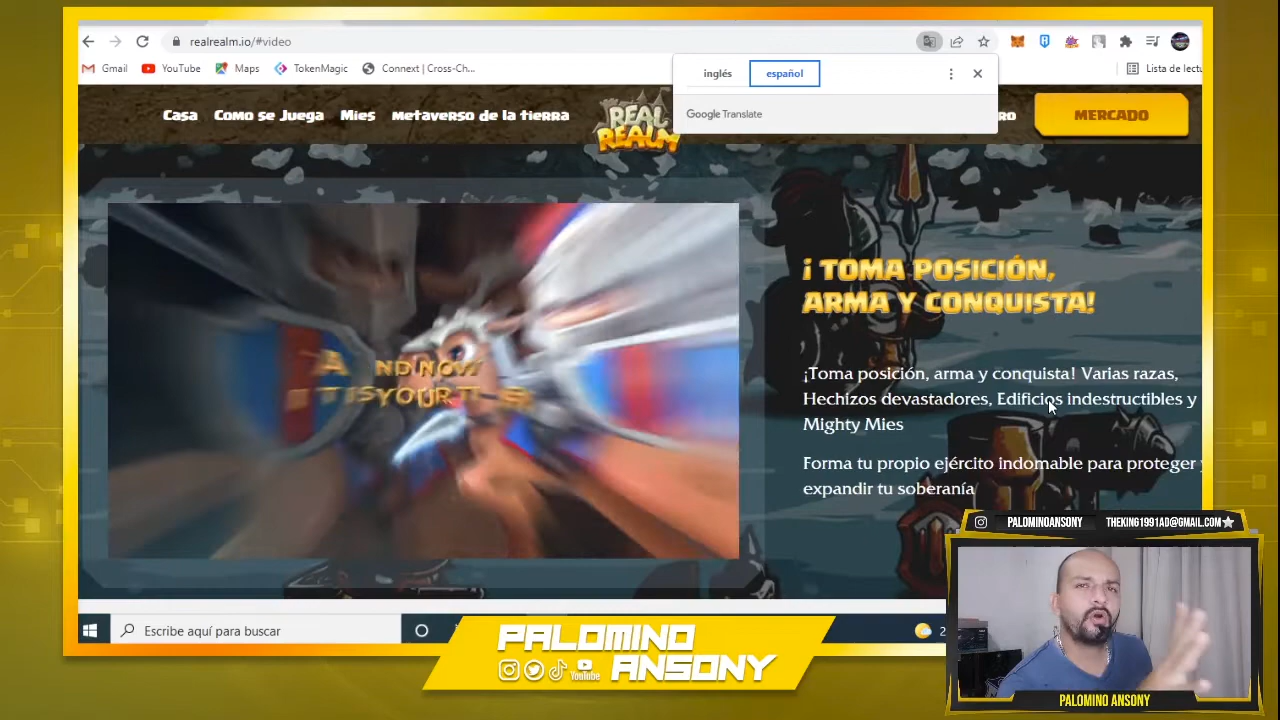 realrealm.io/#video
Gmail
YouTube
Maps
TokenMagic
Connext | Cross-Ch...
Lista de lectu
inglés
español
Google Translate
Casa
Como se Juega
Mies
metaverso de la tierra
REAL
REALM
MERCADO
¡ TOMA POSICIÓN,
ARMA Y CONQUISTA!
¡Toma posición, arma y conquista! Varias razas,
Hechizos devastadores, Edificios indestructibles y
Mighty Mies
Forma tu propio ejército indomable para proteger y
expandir tu soberanía
AND NOW
PALOMINOANSONY
THEKING1991AD@GMAIL.COM
Escribe aquí para buscar
PALOMINO
ANSONY
YouTube
PALOMINO ANSONY